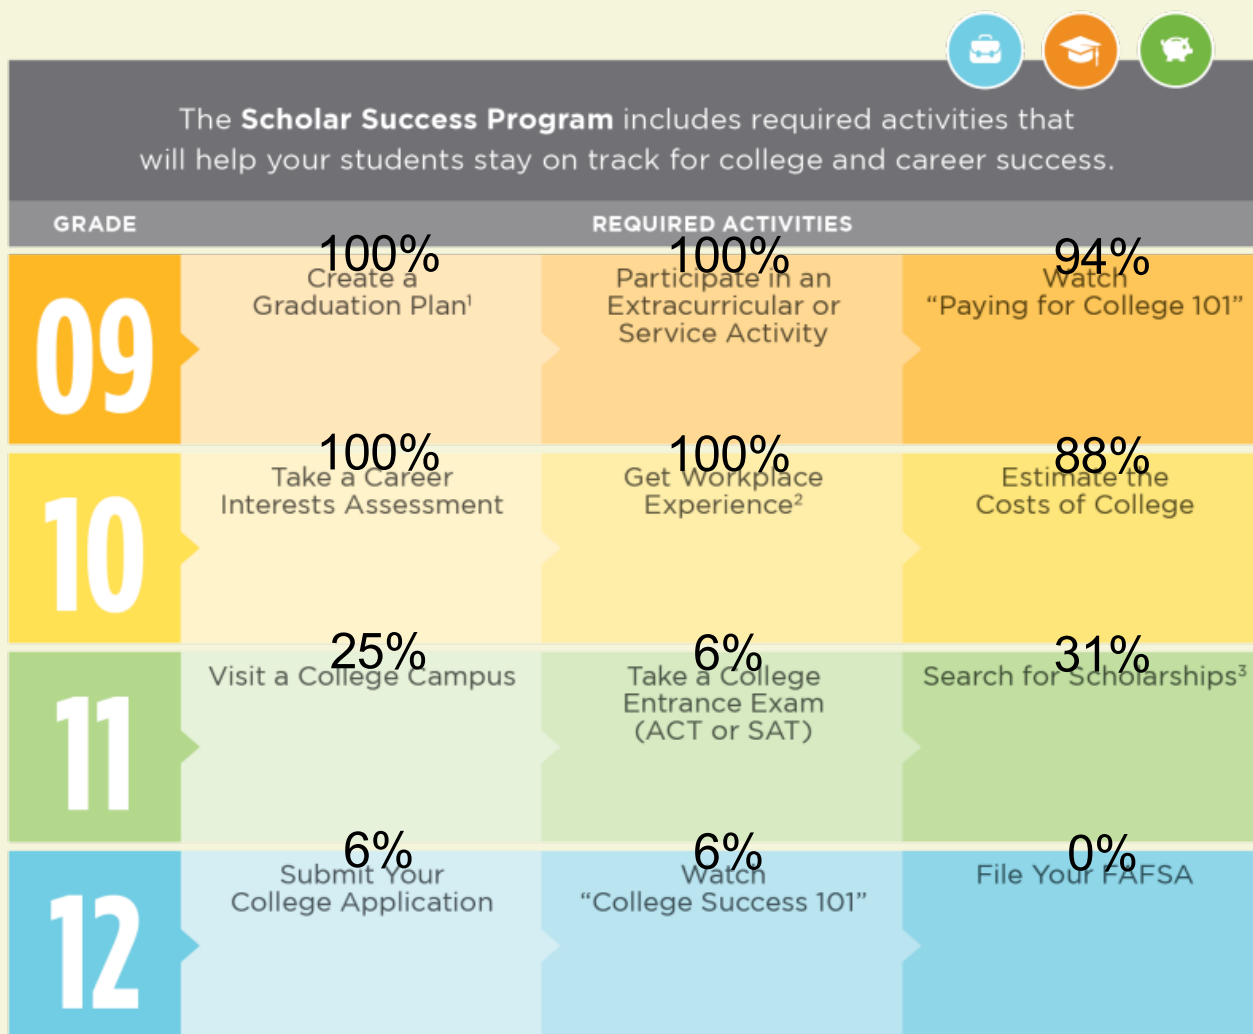 The Scholar Success Program includes required activities that
will help your students stay on track for college and career success.
GRADE REQUIRED ACTIVITIES
09
100%
Create a
Graduation Plan¹
100%
Participate in an
Extracurricular or
Service Activity
94%
Watch
“Paying for College 101”
10
100%
Take a Career
Interests Assessment
100%
Get Workplace
Experience²
88%
Estimate the
Costs of College
11
25%
Visit a College Campus
6%
Take a College
Entrance Exam
(ACT or SAT)
31%
Search for Scholarships³
12
6%
Submit Your
College Application
6%
Watch
“College Success 101”
0%
File Your FAFSA